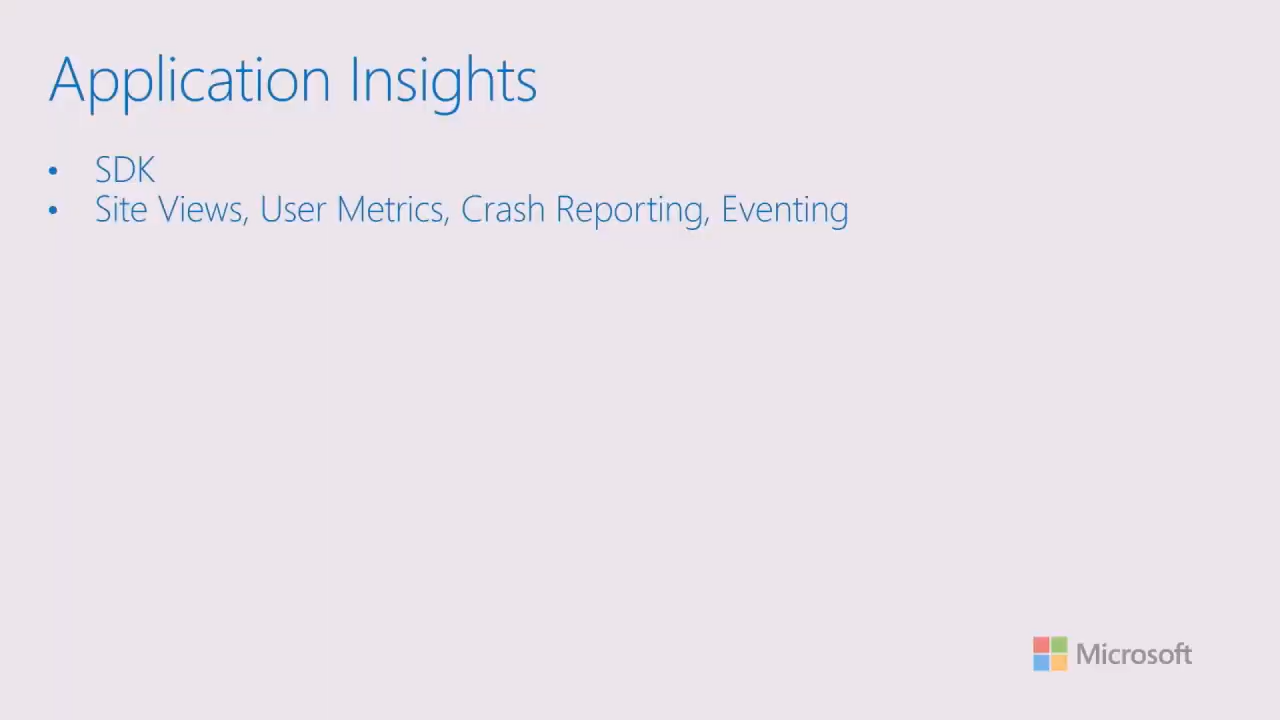 Application Insights
• SDK
• Site Views, User Metrics, Crash Reporting, Eventing
Microsoft